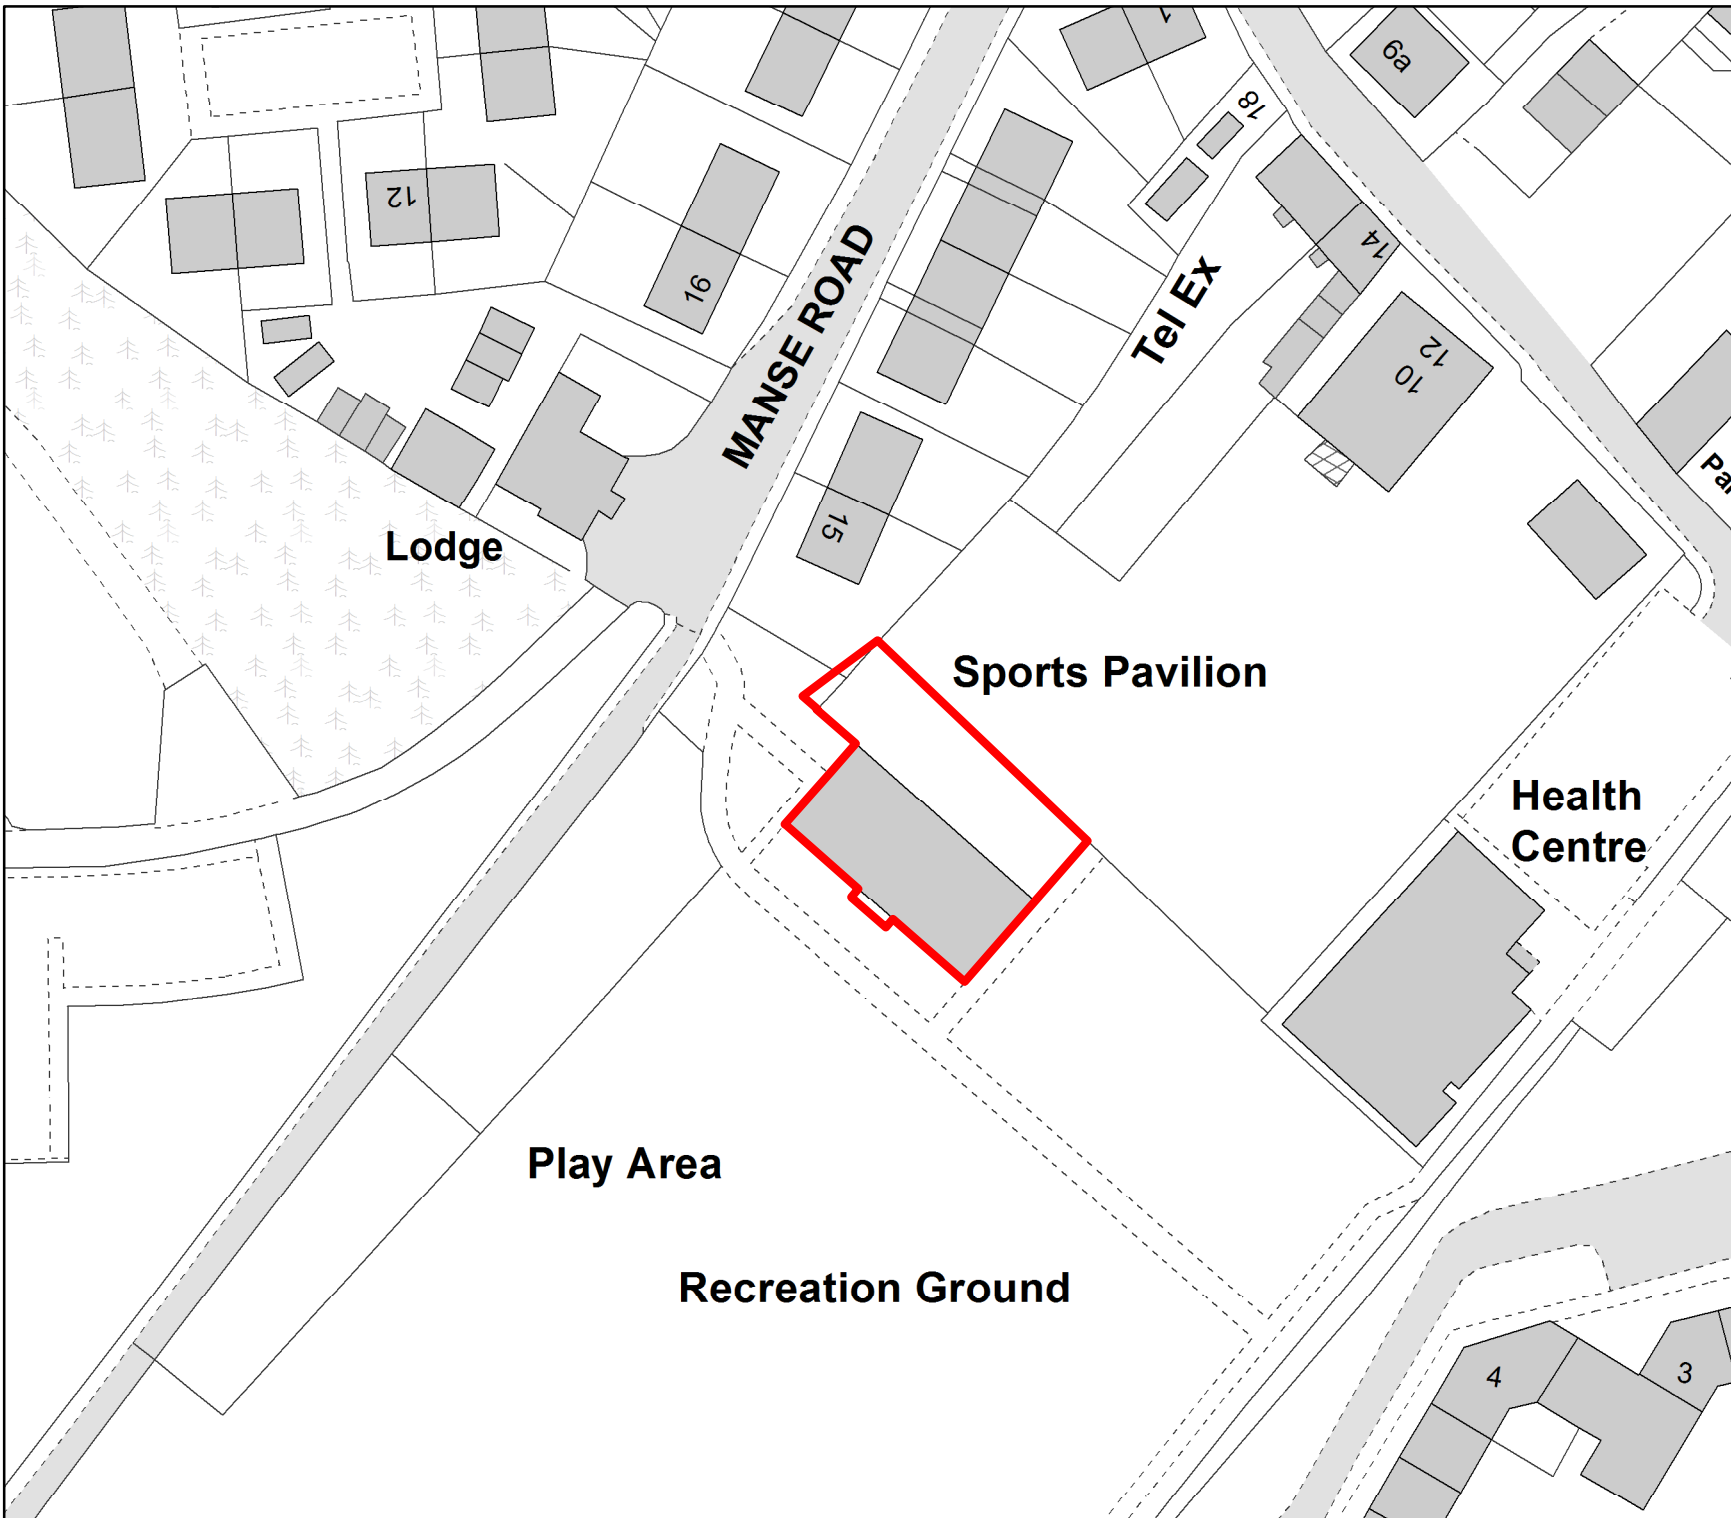 9a
18
12
14
16
MANSE ROAD
Tel Ex
12
10
15
Lodge
Sports Pavilion
Health
Centre
Play Area
Recreation Ground
4
3